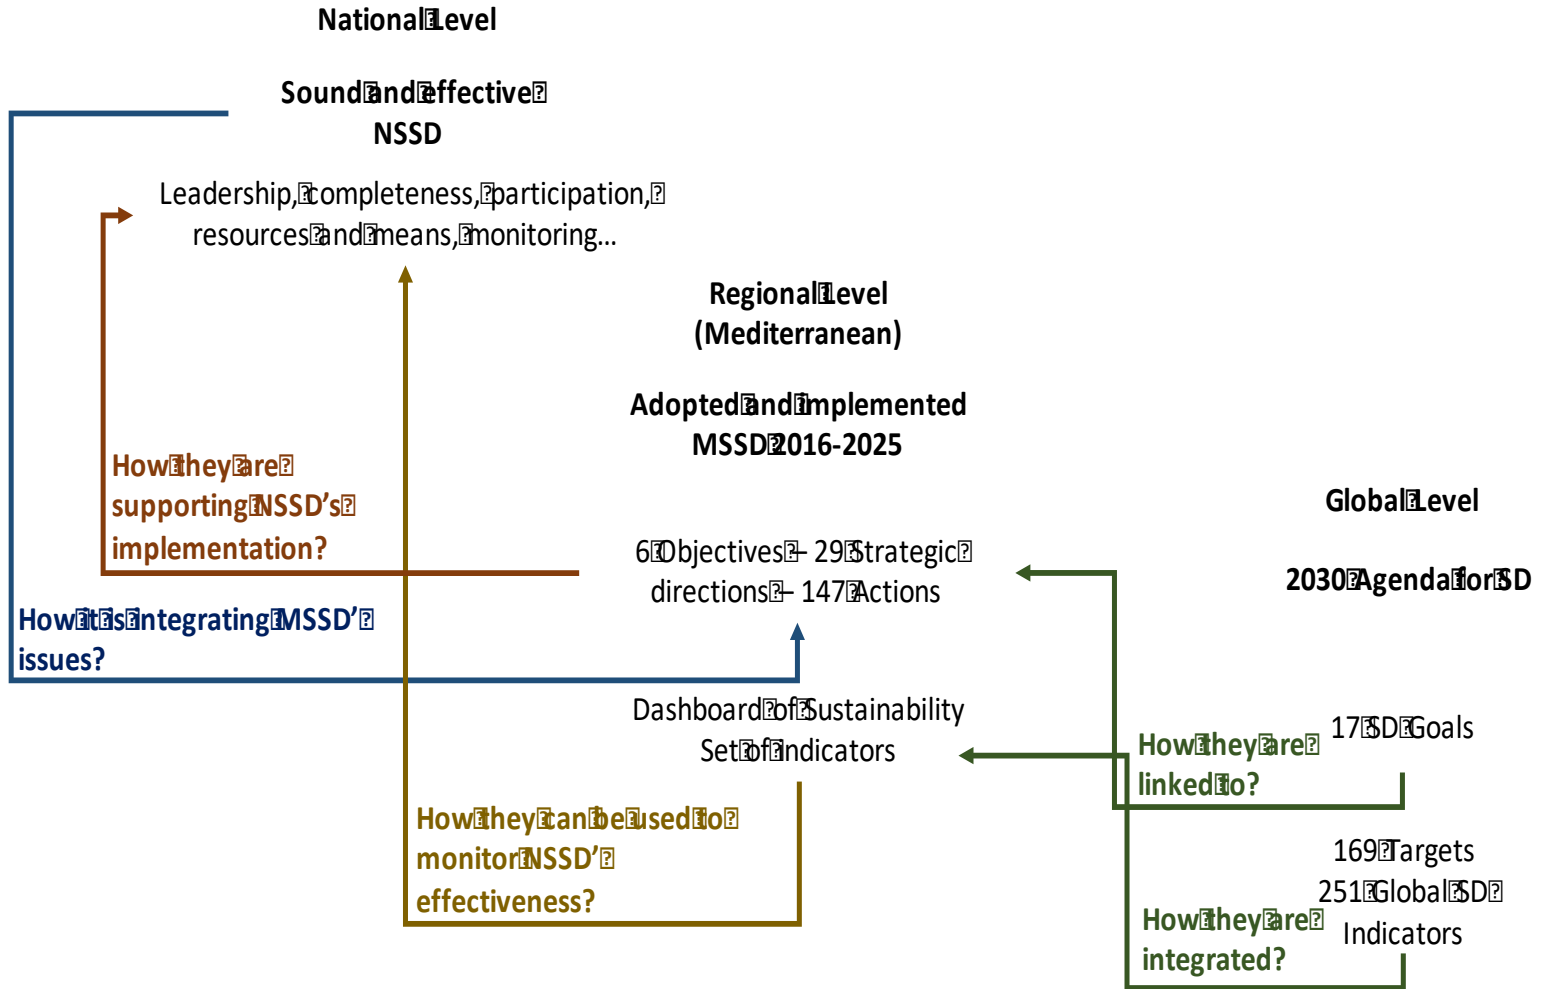 National Level
Sound and effective
NSSD
Leadership, completeness, participation,
resources and means, monitoring...
Regional Level
(Mediterranean)
Adopted and implemented
MSSD 2016-2025
How they are
supporting NSSD's
implementation?
Global Level
6 Objectives – 29 Strategic
directions – 147 Actions
2030 Agenda for SD
How it is integrating MSSD'
issues?
Dashboard of Sustainability
Set of indicators
17 SD Goals
How they are
linked to?
How they can be used to
monitor NSSD'
effectiveness?
169 Targets
251 Global SD
Indicators
How they are
integrated?